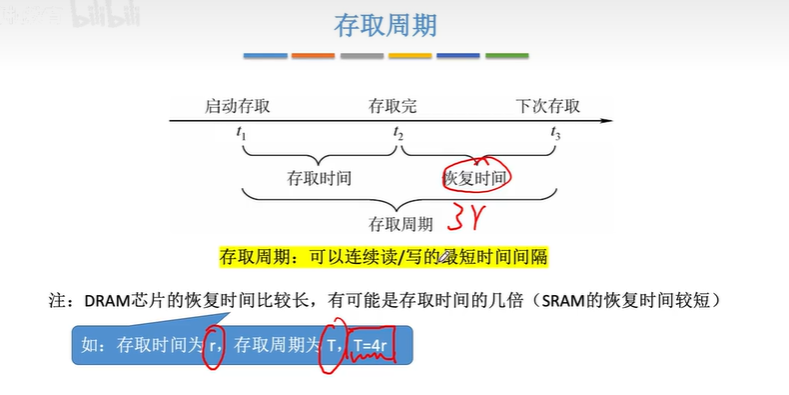 bilibili
存取周期
启动存取 存取完 下次存取
t1 t2 t3
存取时间 恢复时间
存取周期 3r
存取周期：可以连续读/写的最短时间间隔
注：DRAM芯片的恢复时间比较长，有可能是存取时间的几倍（SRAM的恢复时间较短）
如：存取时间为r，存取周期为T，T=4r